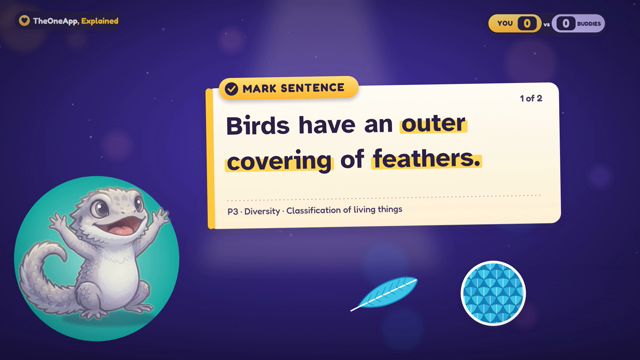 TheOneApp, Explained
YOU 0 vs 0 BUDDIES
MARK SENTENCE
1 of 2
Birds have an outer
covering of feathers.
P3 · Diversity · Classification of living things